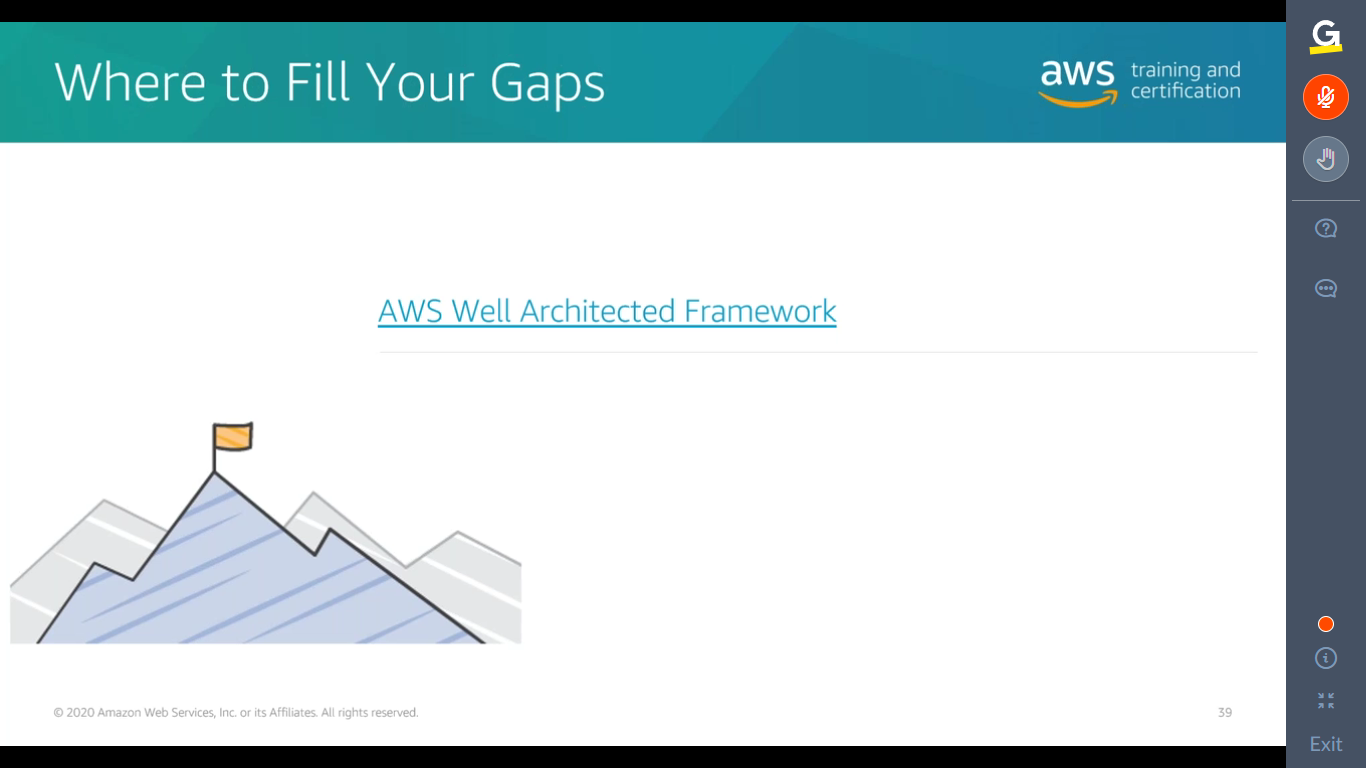 Where to Fill Your Gaps
aws training and
certification
AWS Well Architected Framework
© 2020 Amazon Web Services, Inc. or its Affiliates. All rights reserved.
39
G
?
i
Exit